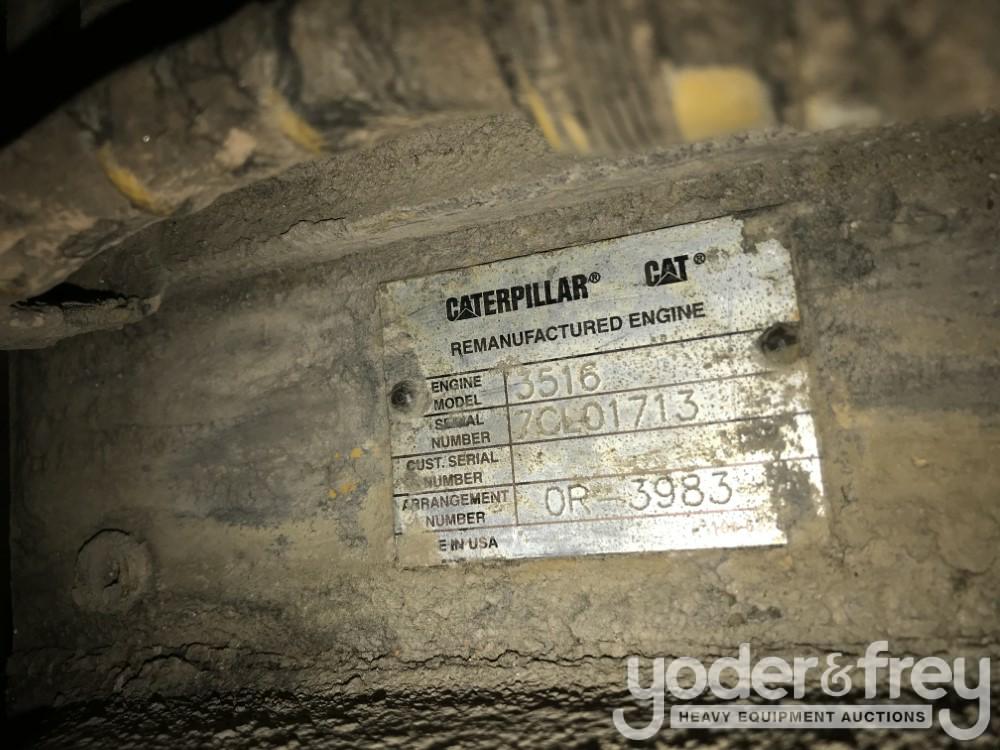 CATERPILLAR® CAT®
REMANUFACTURED ENGINE
ENGINE MODEL 3516
SERIAL NUMBER 7CL01713
CUST. SERIAL NUMBER
ARRANGEMENT NUMBER 0R-3983
E IN USA
yoder&frey
HEAVY EQUIPMENT AUCTIONS